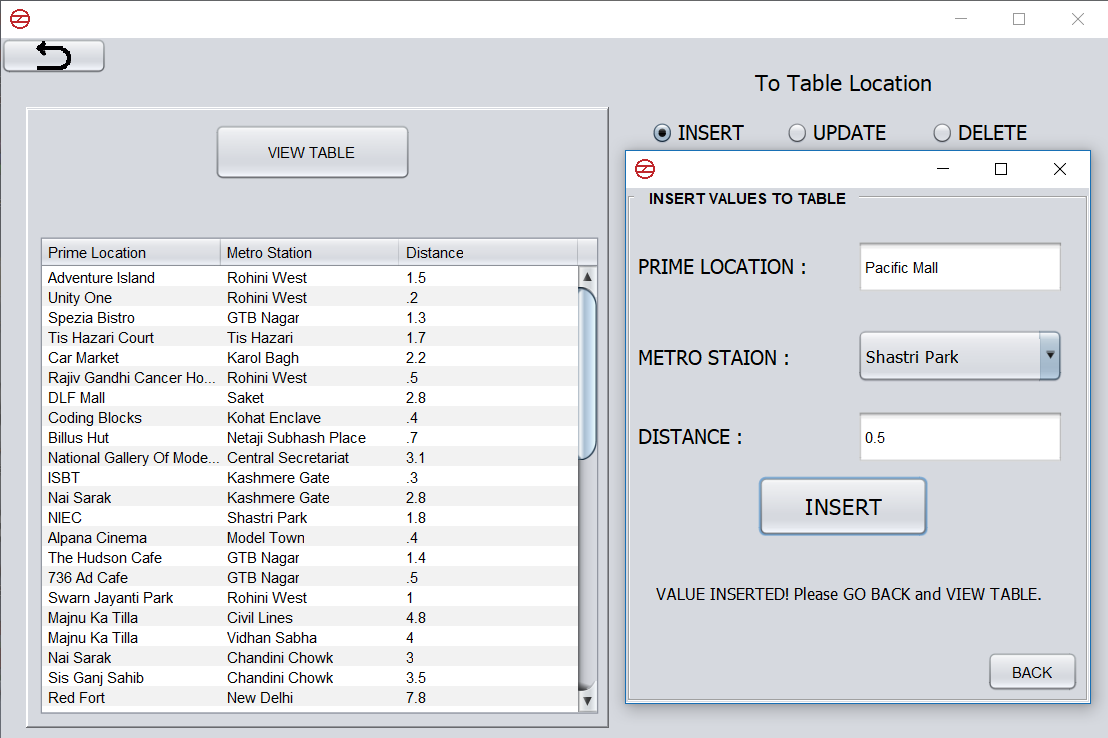 To Table Location
INSERT UPDATE DELETE
VIEW TABLE
Prime Location Metro Station Distance
Adventure Island Rohini West 1.5
Unity One Rohini West .2
Spezia Bistro GTB Nagar 1.3
Tis Hazari Court Tis Hazari 1.7
Car Market Karol Bagh 2.2
Rajiv Gandhi Cancer Ho... Rohini West .5
DLF Mall Saket 2.8
Coding Blocks Kohat Enclave .4
Billus Hut Netaji Subhash Place .7
National Gallery Of Mode... Central Secretariat 3.1
ISBT Kashmere Gate .3
Nai Sarak Kashmere Gate 2.8
NIEC Shastri Park 1.8
Alpana Cinema Model Town .4
The Hudson Cafe GTB Nagar 1.4
736 Ad Cafe GTB Nagar .5
Swarn Jayanti Park Rohini West 1
Majnu Ka Tilla Civil Lines 4.8
Majnu Ka Tilla Vidhan Sabha 4
Nai Sarak Chandini Chowk 3
Sis Ganj Sahib Chandini Chowk 3.5
Red Fort New Delhi 7.8
INSERT VALUES TO TABLE
PRIME LOCATION : Pacific Mall
METRO STAION : Shastri Park
DISTANCE : 0.5
INSERT
VALUE INSERTED! Please GO BACK and VIEW TABLE.
BACK